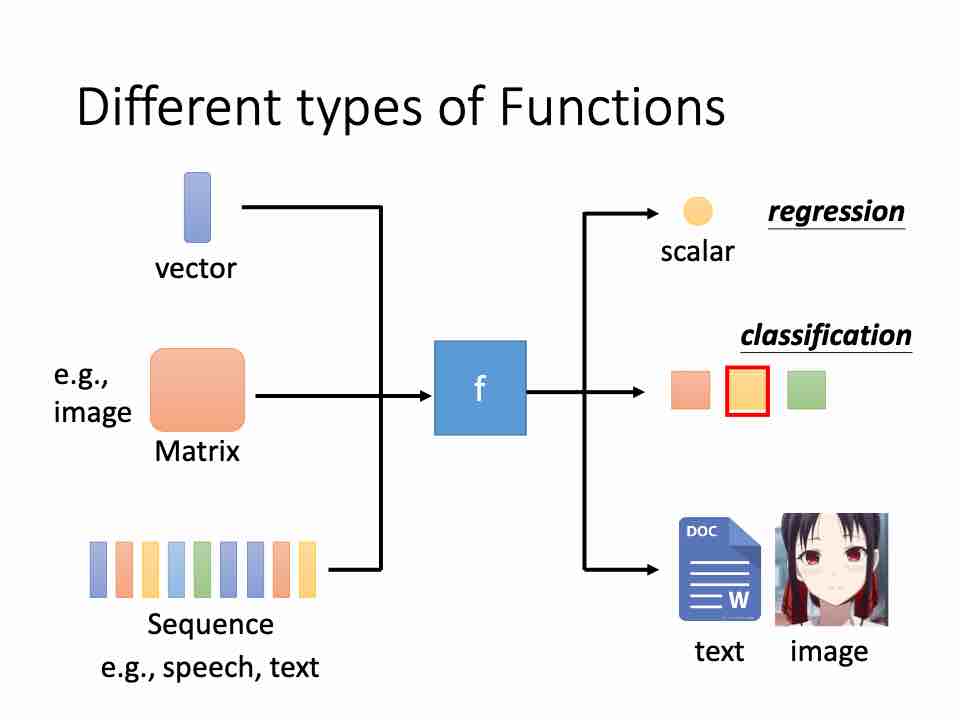 Different types of Functions
vector
e.g.,
image
Matrix
Sequence
e.g., speech, text
f
scalar
regression
classification
DOC
W
text
image